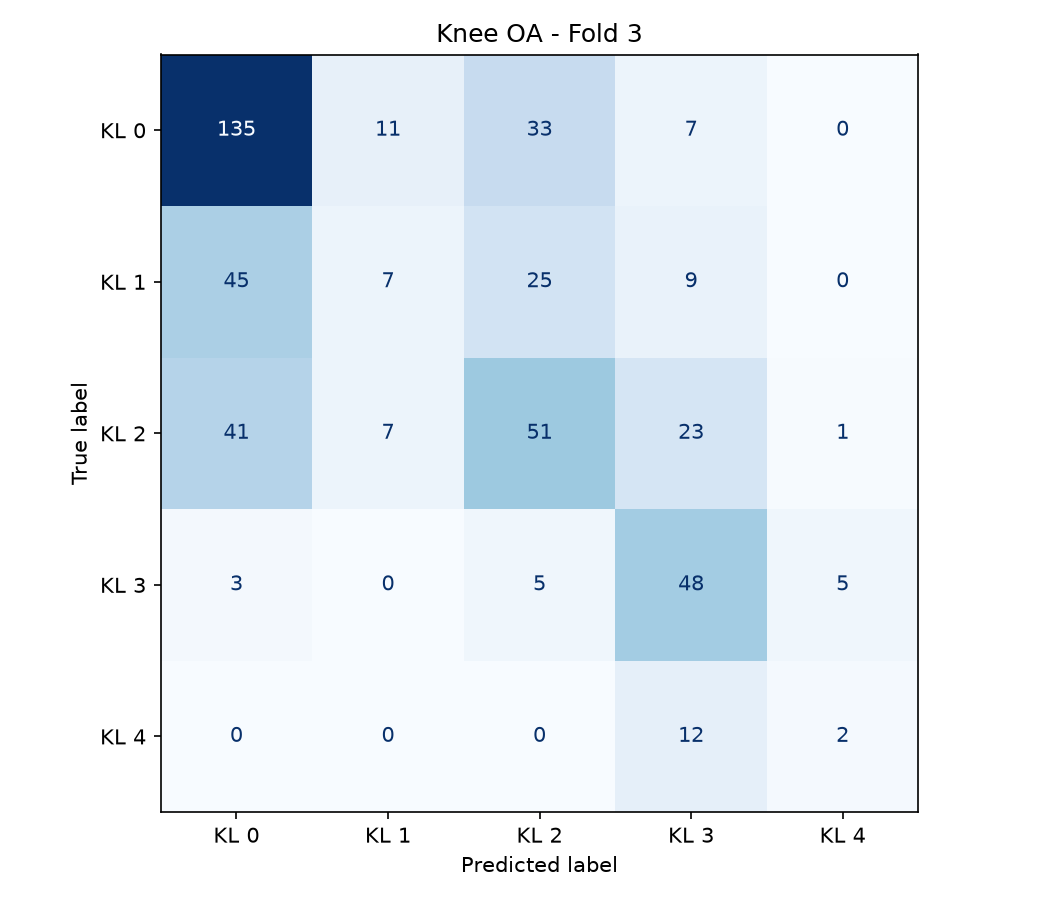 Knee OA - Fold 3
KL 0 135 11 33 7 0
KL 1 45 7 25 9 0
KL 2 41 7 51 23 1
KL 3 3 0 5 48 5
KL 4 0 0 0 12 2
True label
KL 0 KL 1 KL 2 KL 3 KL 4
Predicted label